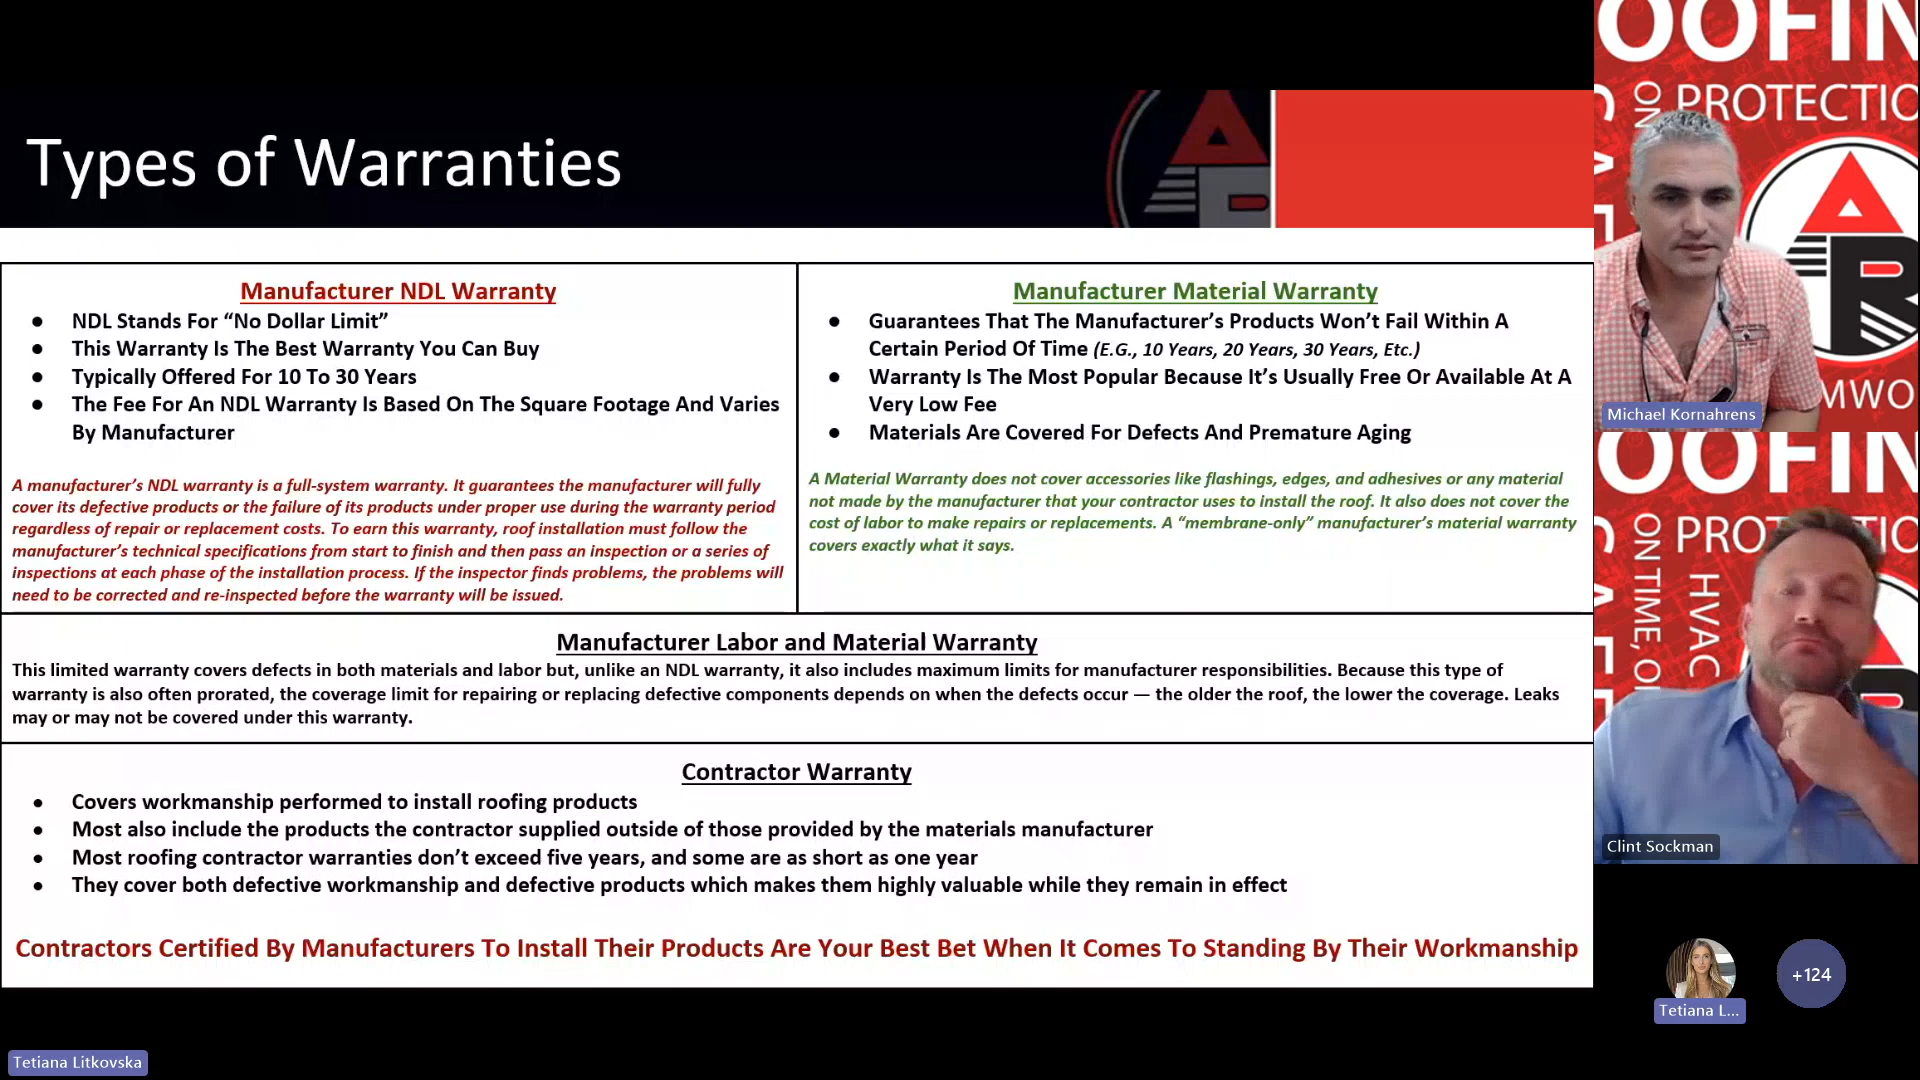 Types of Warranties
Manufacturer NDL Warranty
● NDL Stands For “No Dollar Limit”
● This Warranty Is The Best Warranty You Can Buy
● Typically Offered For 10 To 30 Years
● The Fee For An NDL Warranty Is Based On The Square Footage And Varies
By Manufacturer
A manufacturer’s NDL warranty is a full-system warranty. It guarantees the manufacturer will fully
cover its defective products or the failure of its products under proper use during the warranty period
regardless of repair or replacement costs. To earn this warranty, roof installation must follow the
manufacturer’s technical specifications from start to finish and then pass an inspection or a series of
inspections at each phase of the installation process. If the inspector finds problems, the problems will
need to be corrected and re-inspected before the warranty will be issued.
Manufacturer Material Warranty
● Guarantees That The Manufacturer’s Products Won’t Fail Within A
Certain Period Of Time (E.G., 10 Years, 20 Years, 30 Years, Etc.)
● Warranty Is The Most Popular Because It’s Usually Free Or Available At A
Very Low Fee
● Materials Are Covered For Defects And Premature Aging
A Material Warranty does not cover accessories like flashings, edges, and adhesives or any material
not made by the manufacturer that your contractor uses to install the roof. It also does not cover the
cost of labor to make repairs or replacements. A “membrane-only” manufacturer’s material warranty
covers exactly what it says.
Manufacturer Labor and Material Warranty
This limited warranty covers defects in both materials and labor but, unlike an NDL warranty, it also includes maximum limits for manufacturer responsibilities. Because this type of
warranty is also often prorated, the coverage limit for repairing or replacing defective components depends on when the defects occur — the older the roof, the lower the coverage. Leaks
may or may not be covered under this warranty.
Contractor Warranty
● Covers workmanship performed to install roofing products
● Most also include the products the contractor supplied outside of those provided by the materials manufacturer
● Most roofing contractor warranties don’t exceed five years, and some are as short as one year
● They cover both defective workmanship and defective products which makes them highly valuable while they remain in effect
Contractors Certified By Manufacturers To Install Their Products Are Your Best Bet When It Comes To Standing By Their Workmanship
OOFIN
ON
PROTECTIO
MWO
Michael Kornahrens
OOFIN
PROT
CTIO
ON TIME, O
HVAC
Clint Sockman
Tetiana L...
+124
Tetiana Litkovska